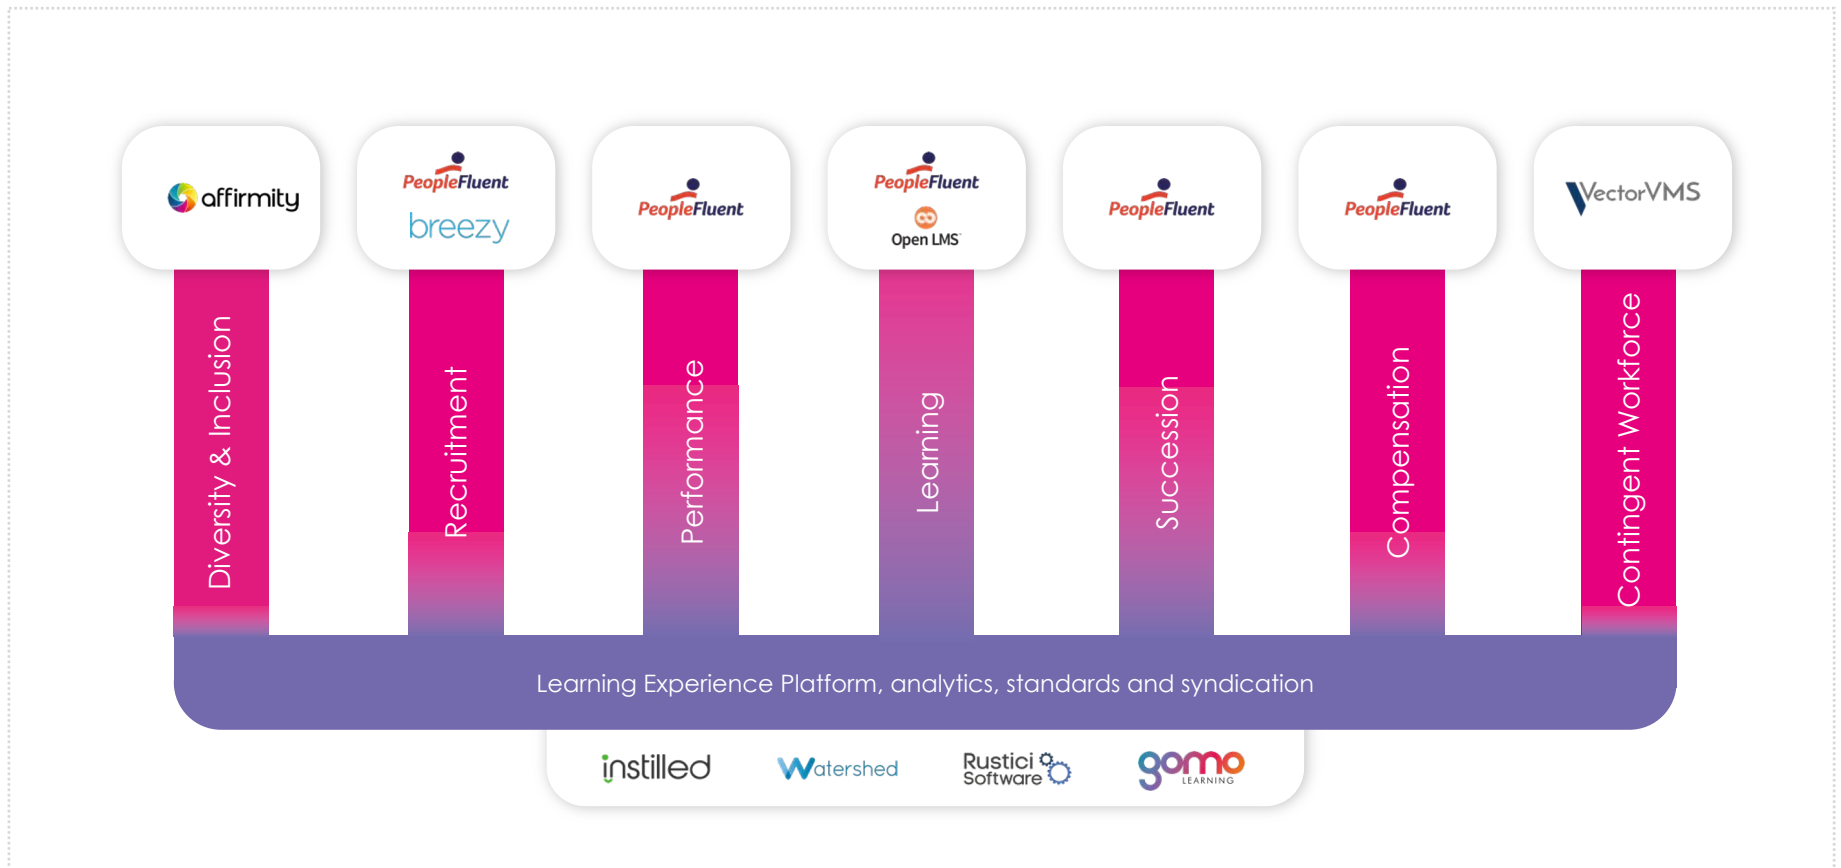 affirmity
PeopleFluent
breezy
PeopleFluent
PeopleFluent
Open LMS™
PeopleFluent
PeopleFluent
VectorVMS
Diversity & Inclusion
Recruitment
Performance
Learning
Succession
Compensation
Contingent Workforce
Learning Experience Platform, analytics, standards and syndication
instilled
Watershed
Rustici
Software
gomo
LEARNING